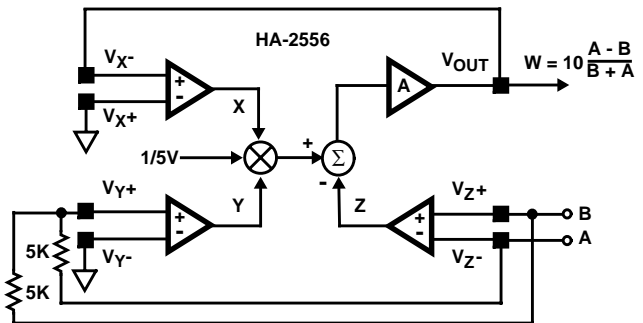 HA-2556
VX-
VX+
+
-
X
A
VOUT
W = 10 A - B
B + A
1/5V
+
Σ
-
VY+
VY-
+
-
Y
Z
+
-
VZ+
VZ-
B
A
5K
5K